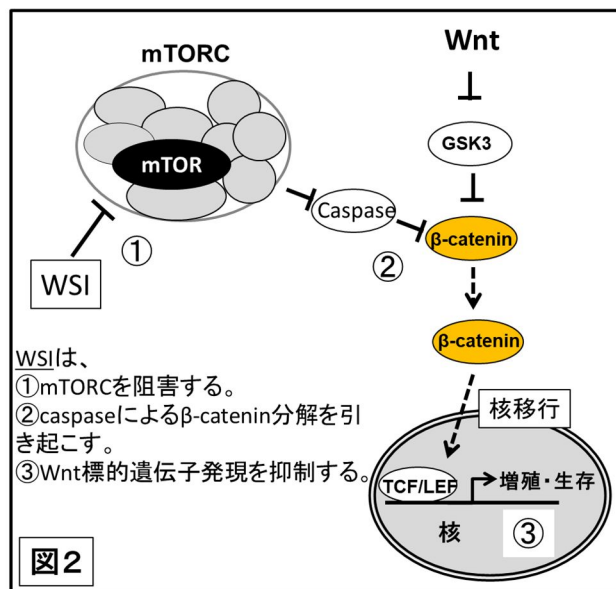 mTORC
Wnt
GSK3
mTOR
Caspase
β-catenin
①
②
WSI
β-catenin
WSIは、
①mTORCを阻害する。
②caspaseによるβ-catenin分解を引
き起こす。
③Wnt標的遺伝子発現を抑制する。
核移行
TCF/LEF
増殖・生存
核
③
図2